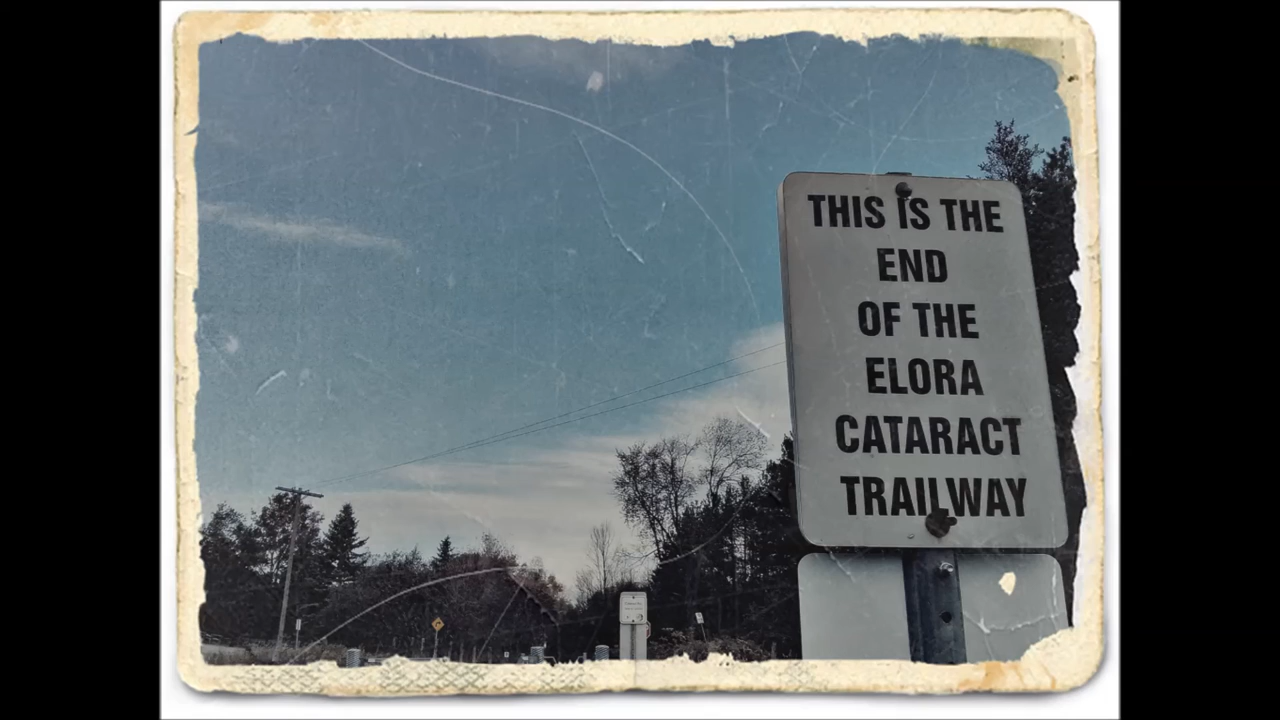 THIS IS THE
END
OF THE
ELORA
CATARACT
TRAILWAY